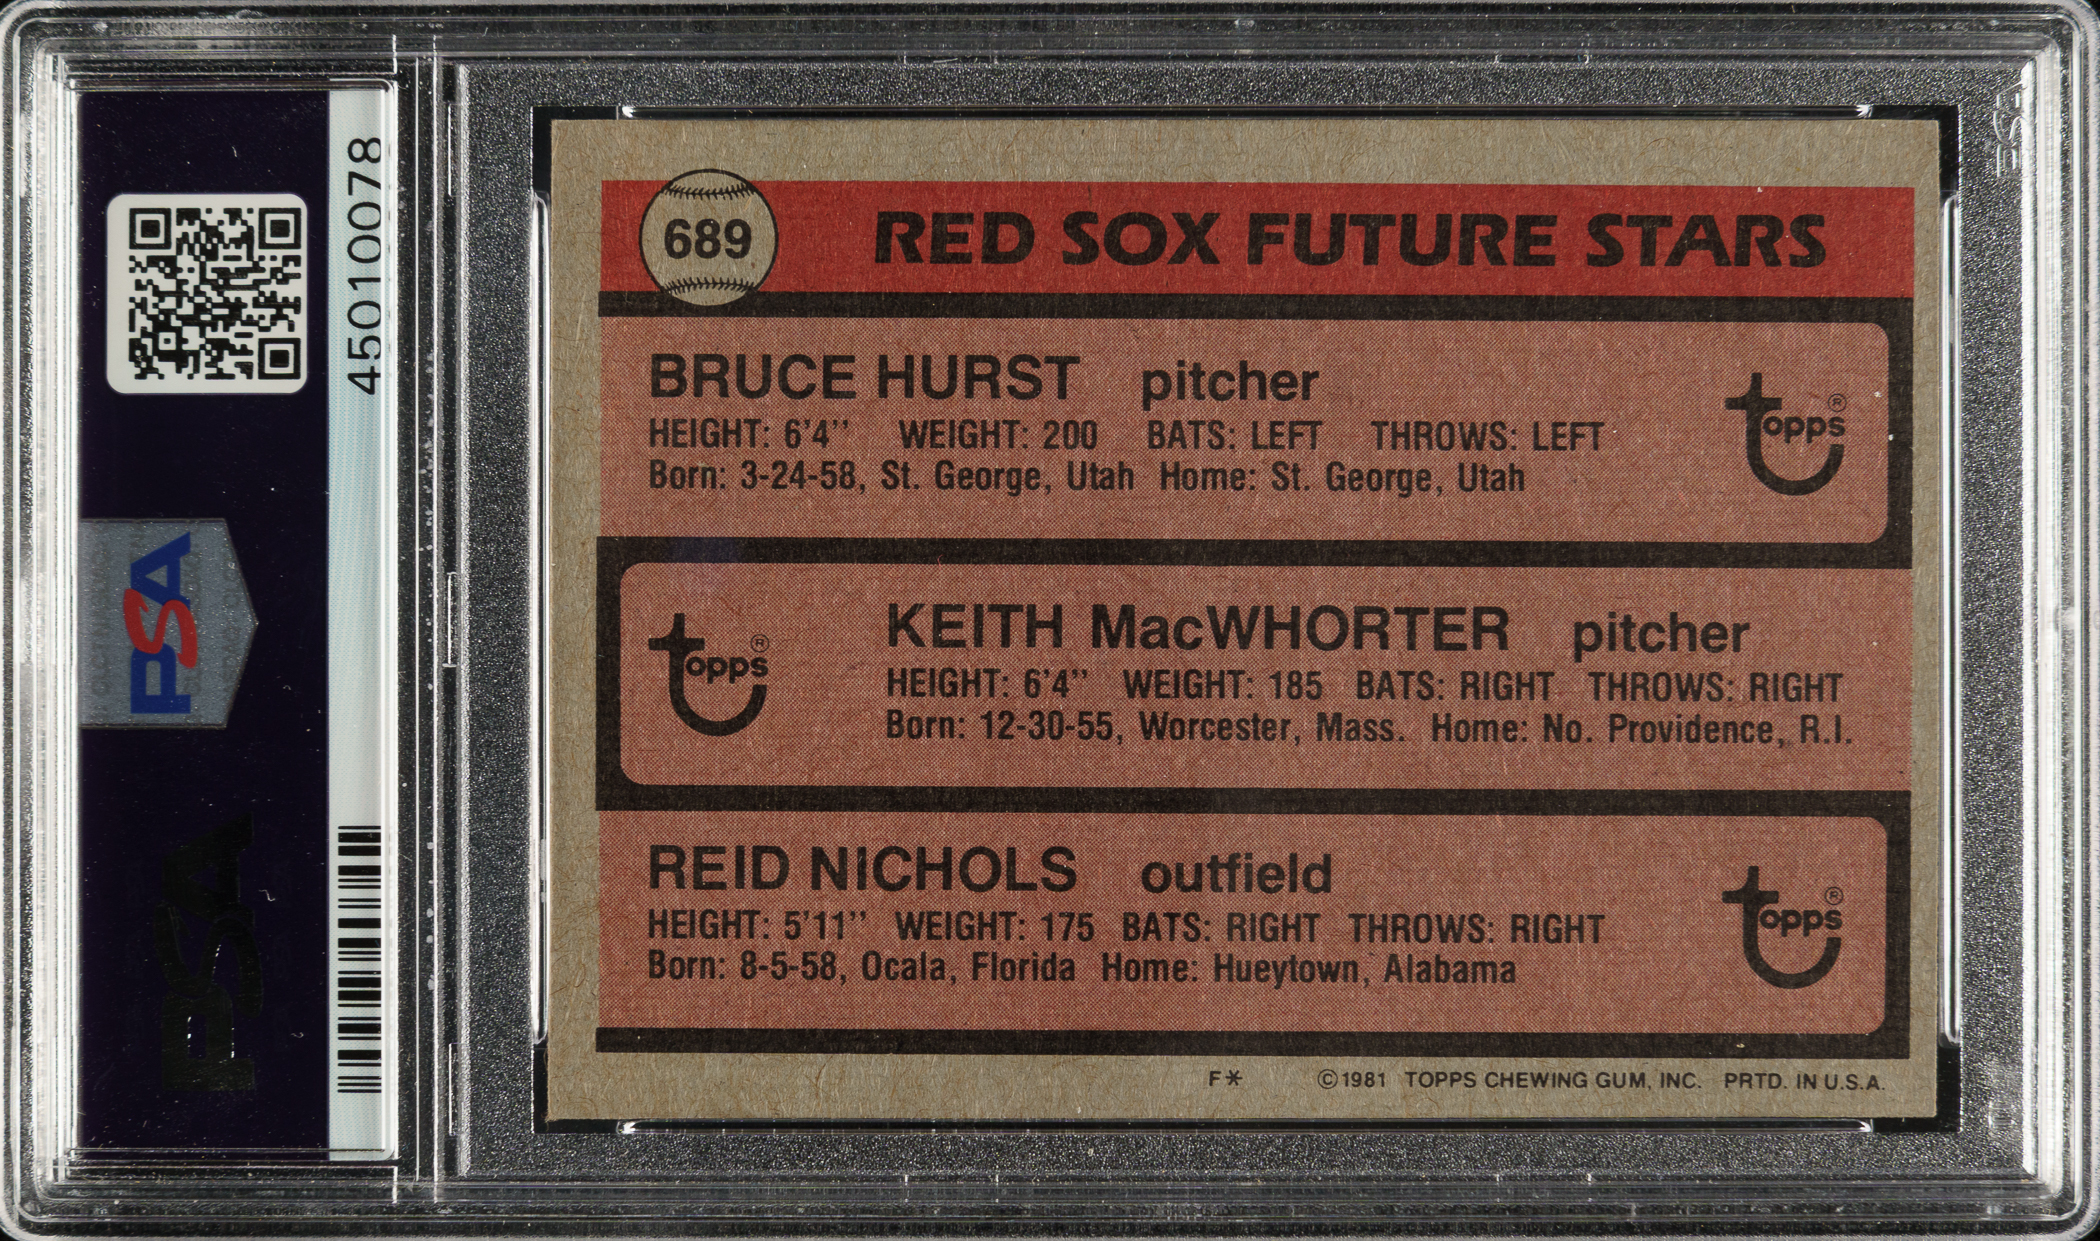 45010078
PSA
PSA
689
RED SOX FUTURE STARS
BRUCE HURST pitcher
HEIGHT: 6'4'' WEIGHT: 200 BATS: LEFT THROWS: LEFT
Born: 3-24-58, St. George, Utah Home: St. George, Utah
topps®
KEITH MacWHORTER pitcher
HEIGHT: 6'4'' WEIGHT: 185 BATS: RIGHT THROWS: RIGHT
Born: 12-30-55, Worcester, Mass. Home: No. Providence, R.I.
topps®
REID NICHOLS outfield
HEIGHT: 5'11'' WEIGHT: 175 BATS: RIGHT THROWS: RIGHT
Born: 8-5-58, Ocala, Florida Home: Hueytown, Alabama
topps®
F* ©1981 TOPPS CHEWING GUM, INC. PRTD. IN U.S.A.